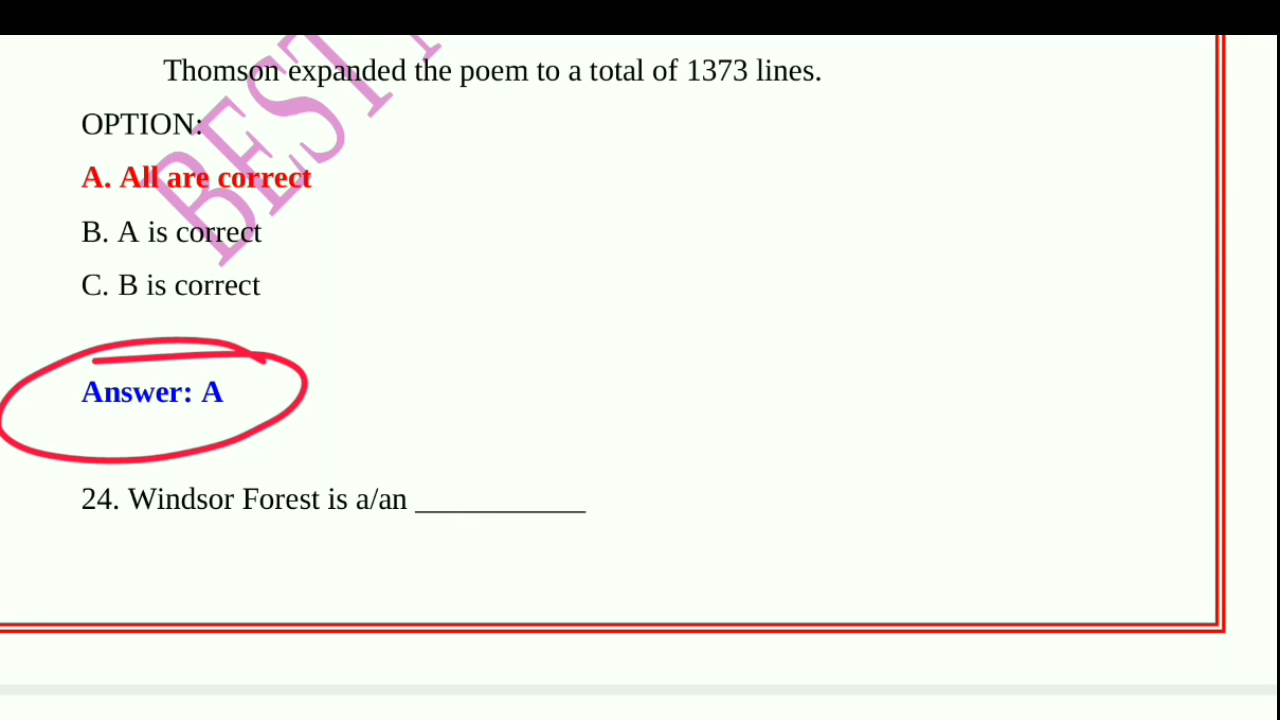 Thomson expanded the poem to a total of 1373 lines.
OPTION:
A. All are correct
B. A is correct
C. B is correct
Answer: A
24. Windsor Forest is a/an ___________
BEST